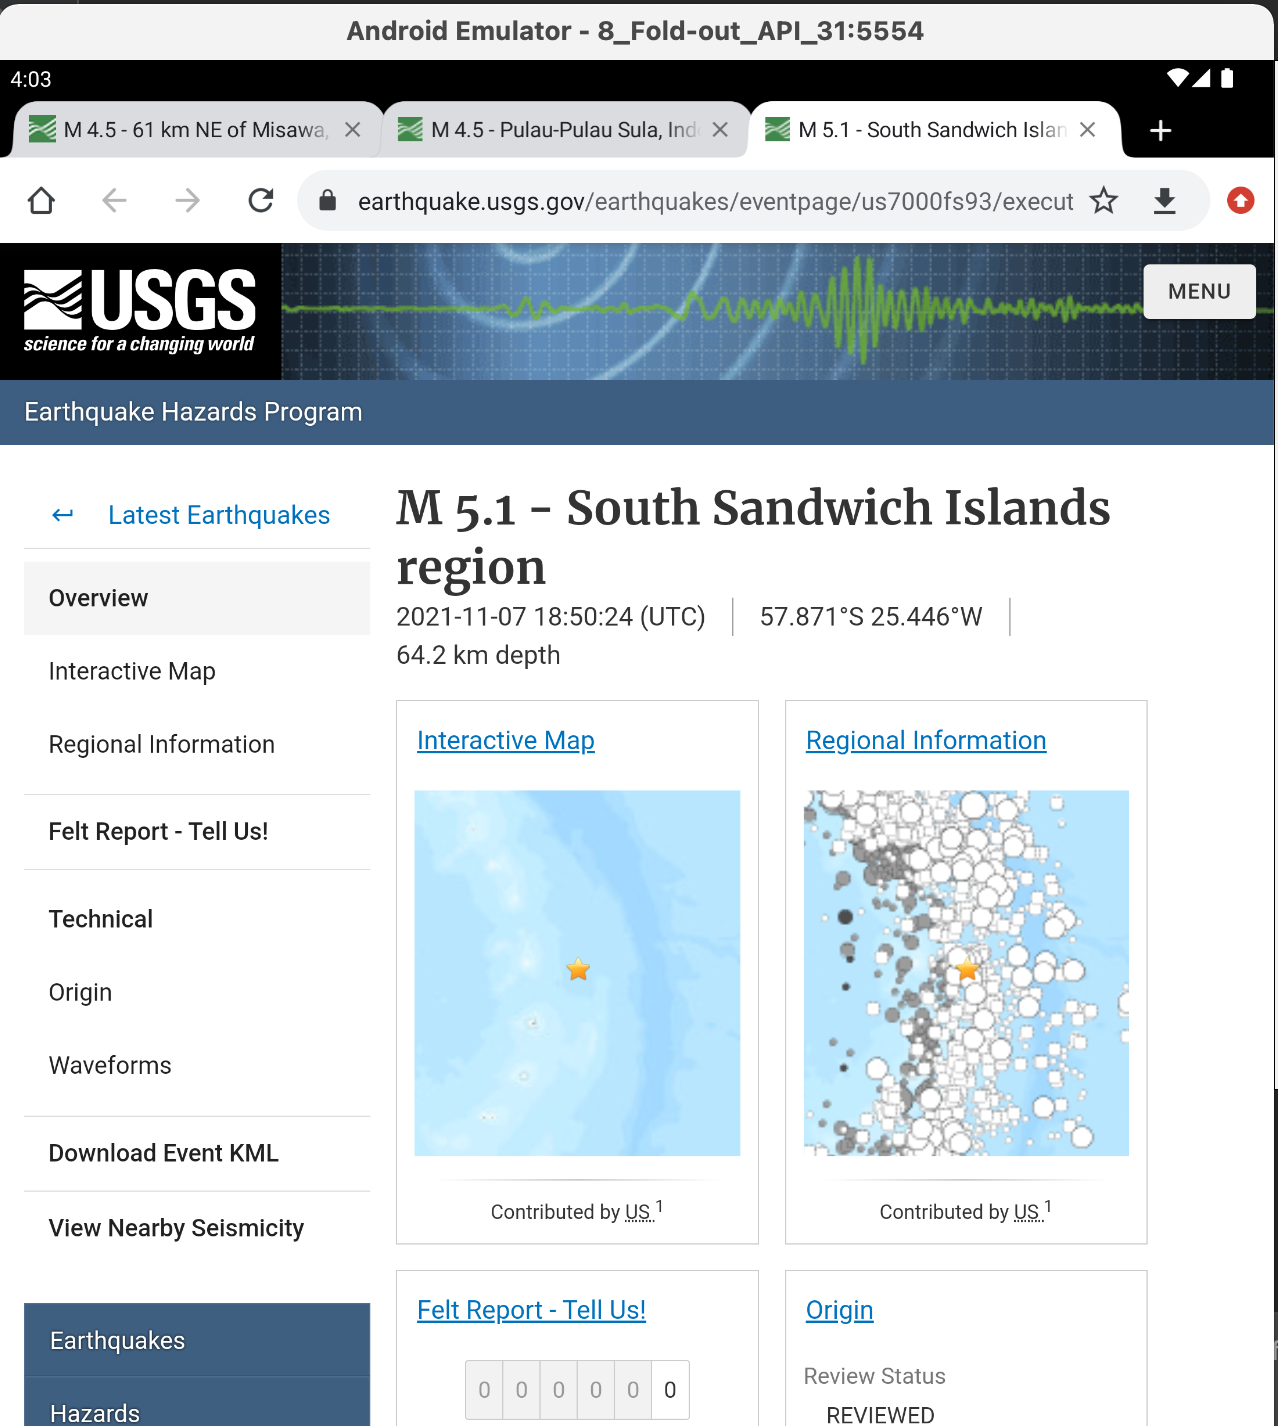 Android Emulator - 8_Fold-out_API_31:5554
4:03
M 4.5 - 61 km NE of Misawa,
M 4.5 - Pulau-Pulau Sula, Ind
M 5.1 - South Sandwich Islan
earthquake.usgs.gov/earthquakes/eventpage/us7000fs93/execut
USGS
science for a changing world
MENU
Earthquake Hazards Program
Latest Earthquakes
Overview
Interactive Map
Regional Information
Felt Report - Tell Us!
Technical
Origin
Waveforms
Download Event KML
View Nearby Seismicity
Earthquakes
Hazards
M 5.1 - South Sandwich Islands
region
2021-11-07 18:50:24 (UTC)
57.871°S 25.446°W
64.2 km depth
Interactive Map
Contributed by US 1
Regional Information
Contributed by US 1
Felt Report - Tell Us!
0 0 0 0 0 0
Origin
Review Status
REVIEWED